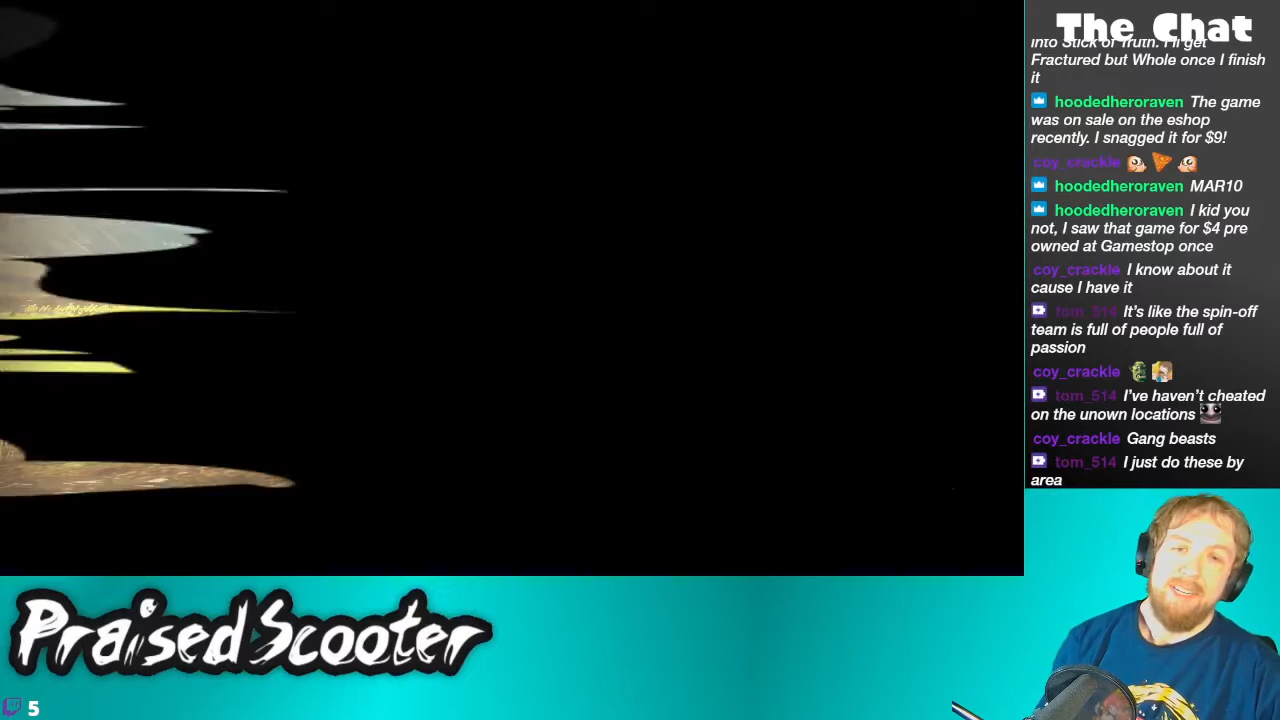 The Chat
into Stick of Truth. I'll get
Fractured but Whole once I finish
it
hoodedheroraven The game
was on sale on the eshop
recently. I snagged it for $9!
coy_crackle
hoodedheroraven MAR10
hoodedheroraven I kid you
not, I saw that game for $4 pre
owned at Gamestop once
coy_crackle I know about it
cause I have it
tom_514 It's like the spin-off
team is full of people full of
passion
coy_crackle
tom_514 I've haven't cheated
on the unown locations
coy_crackle Gang beasts
tom_514 I just do these by
area
Praised Scooter
5